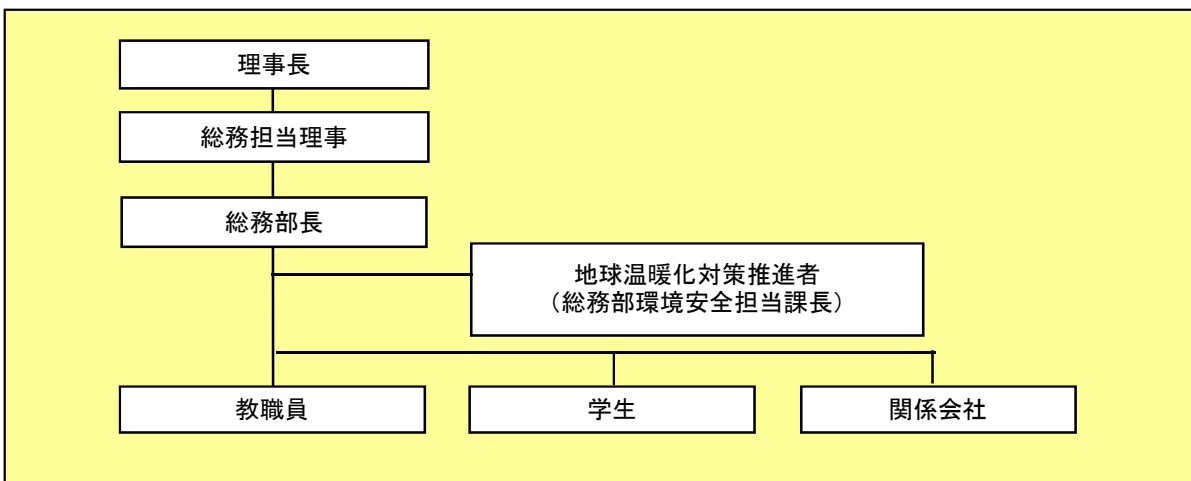 理事長
総務担当理事
総務部長
地球温暖化対策推進者
（総務部環境安全担当課長）
教職員
学生
関係会社